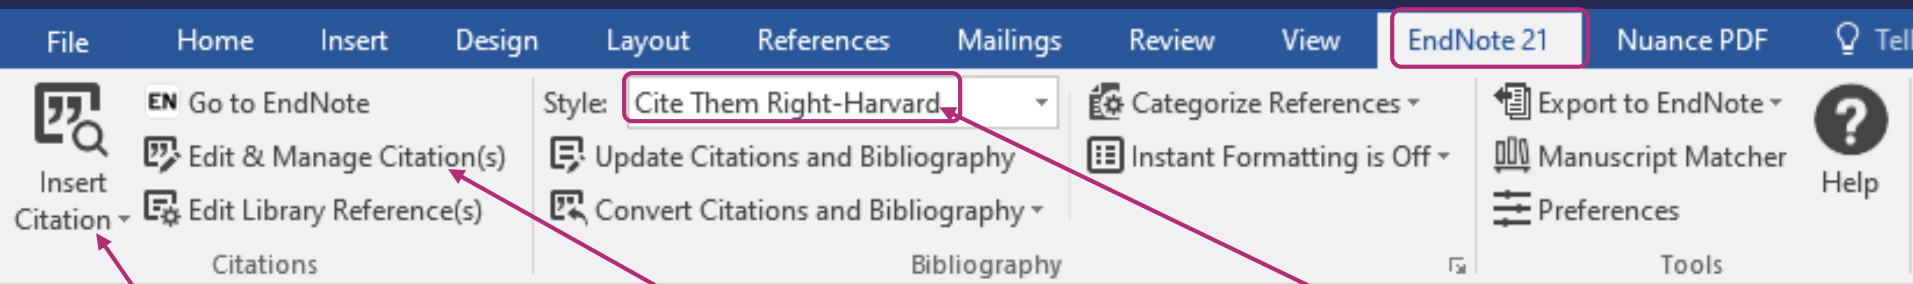 File Home Insert Design Layout References Mailings Review View EndNote 21 Nuance PDF Tell
EN Go to EndNote
Edit & Manage Citation(s)
Edit Library Reference(s)
Insert
Citation
Citations
Style: Cite Them Right-Harvard
Update Citations and Bibliography
Convert Citations and Bibliography
Categorize References
Instant Formatting is Off
Bibliography
Export to EndNote
Manuscript Matcher
Preferences
Tools
?
Help